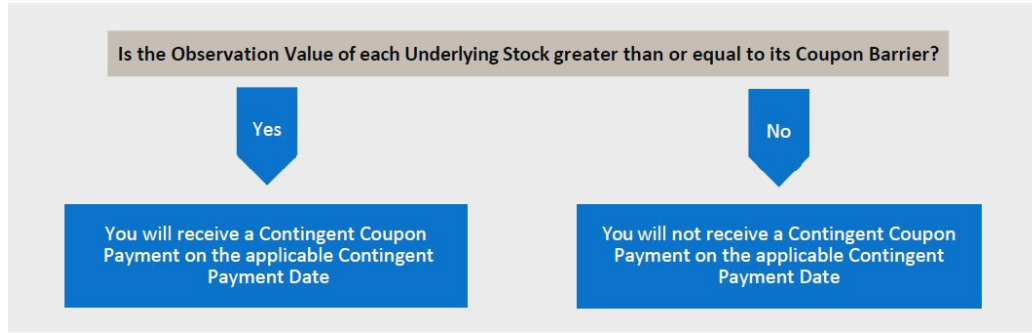 Is the Observation Value of each Underlying Stock greater than or equal to its Coupon Barrier?
Yes
No
You will receive a Contingent Coupon
Payment on the applicable Contingent
Payment Date
You will not receive a Contingent Coupon
Payment on the applicable Contingent
Payment Date